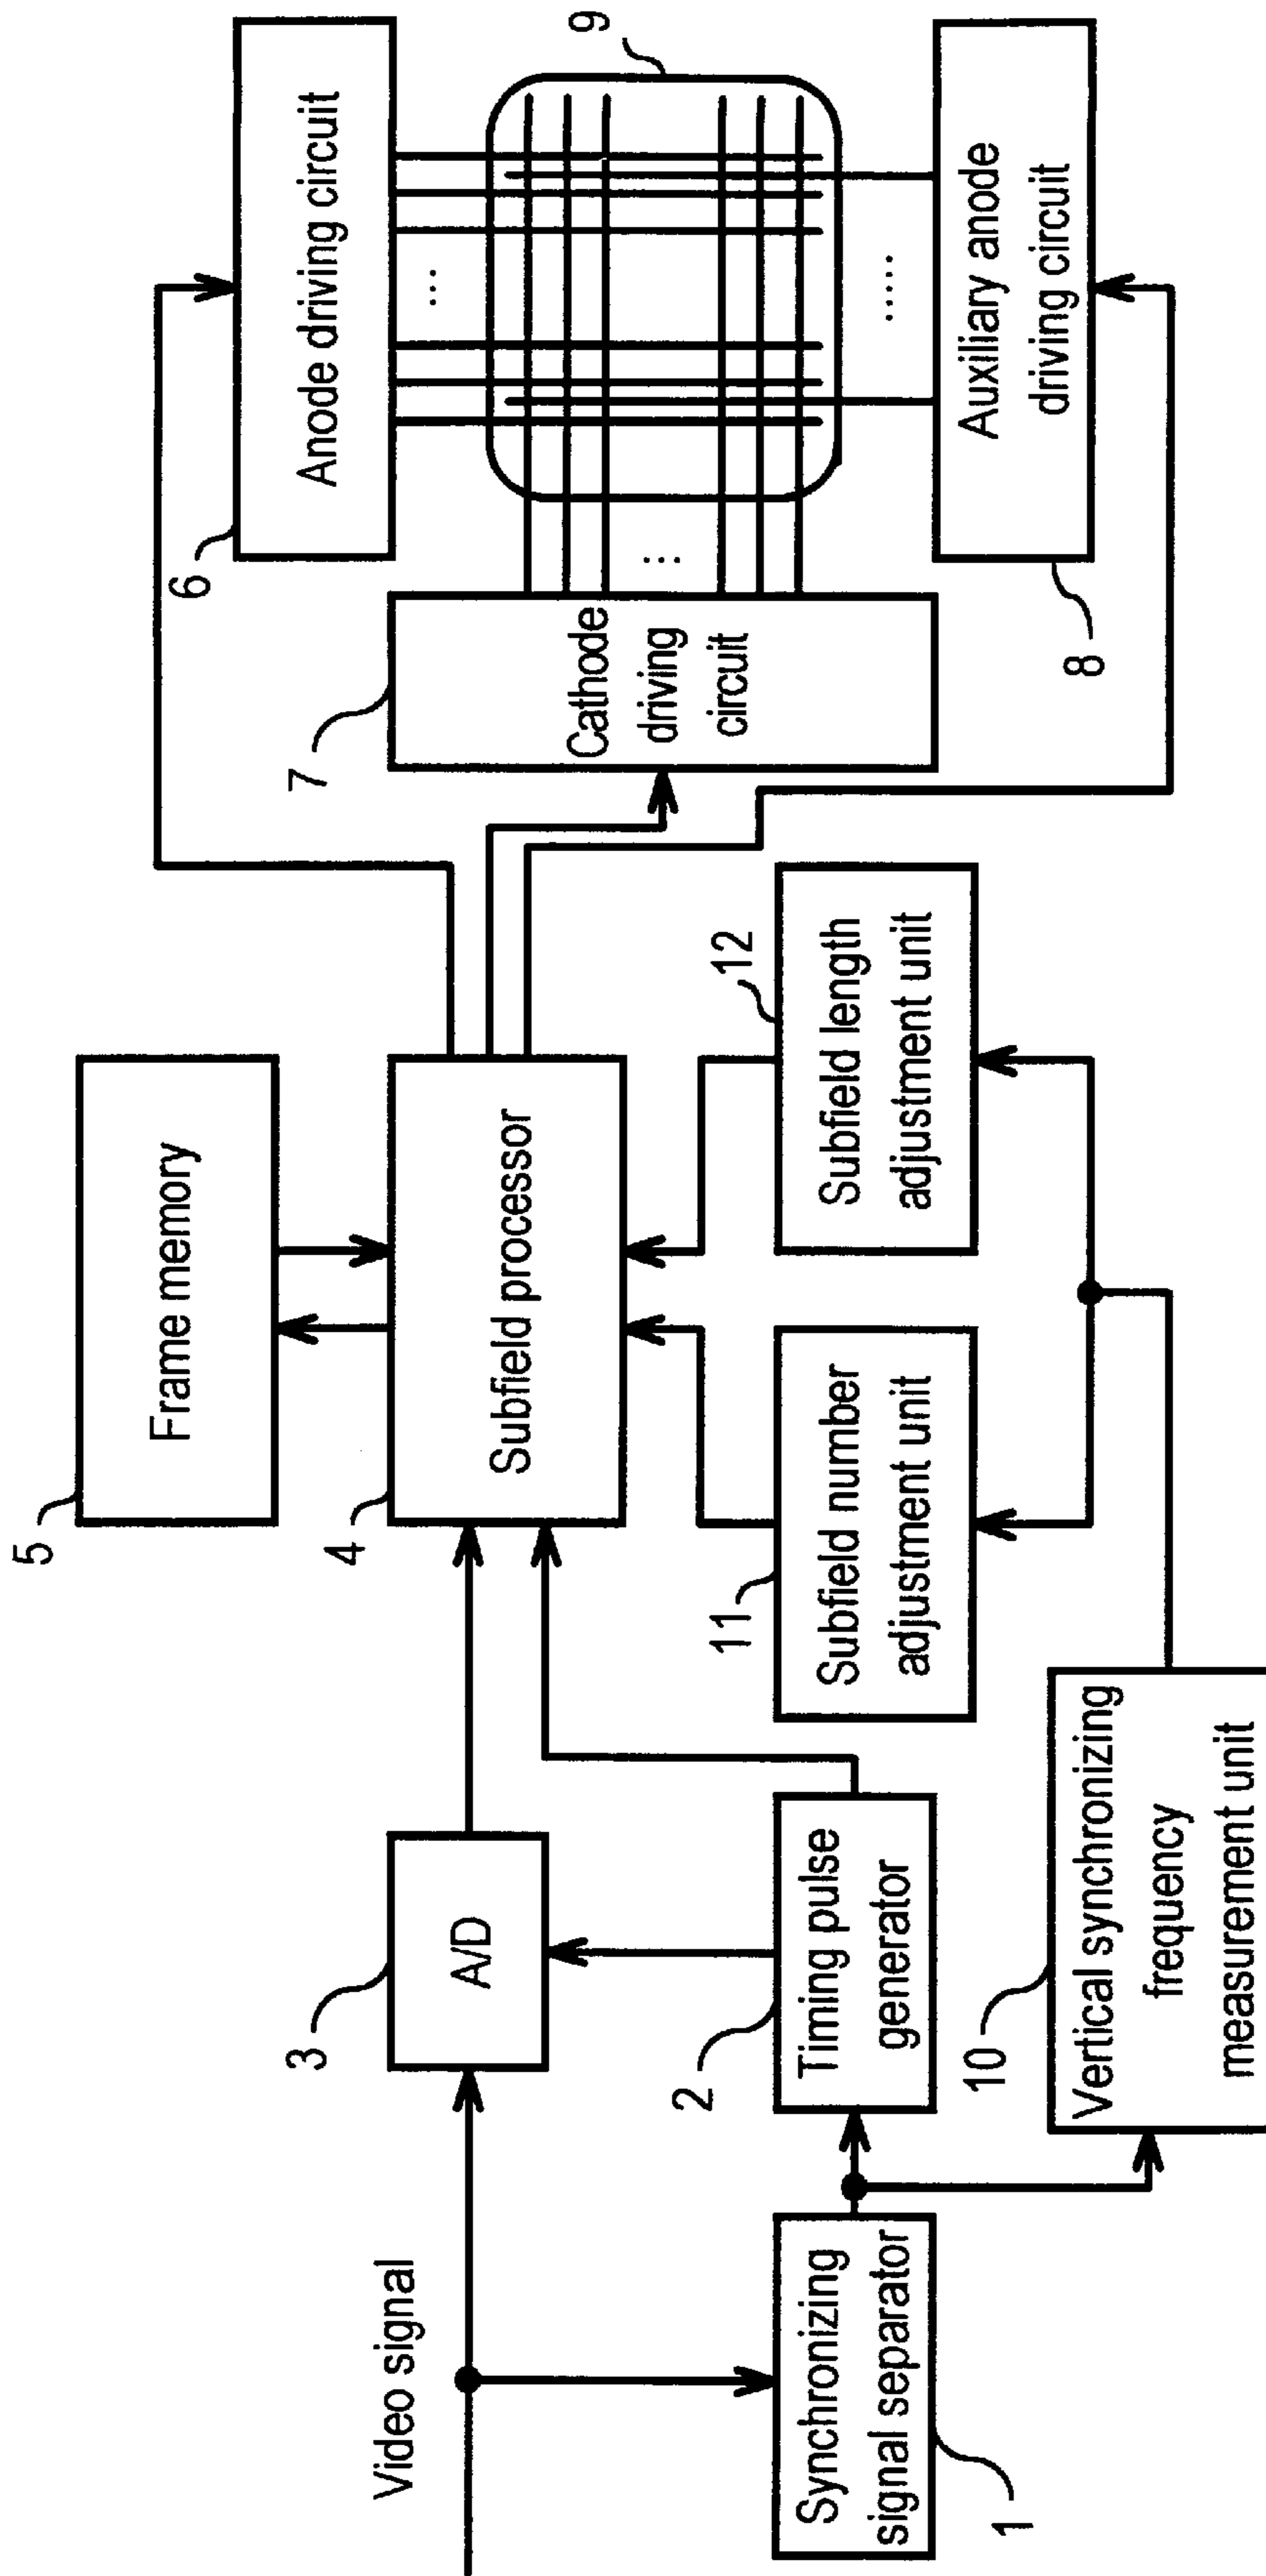 Video signal
Synchronizing
signal separator
1
3
A/D
2
Timing pulse
generator
10
Vertical synchronizing
frequency
measurement unit
5
Frame memory
4
Subfield processor
11
Subfield number
adjustment unit
12
Subfield length
adjustment unit
6
Anode driving circuit
...
7
Cathode
driving
circuit
...
9
.....
8
Auxiliary anode
driving circuit